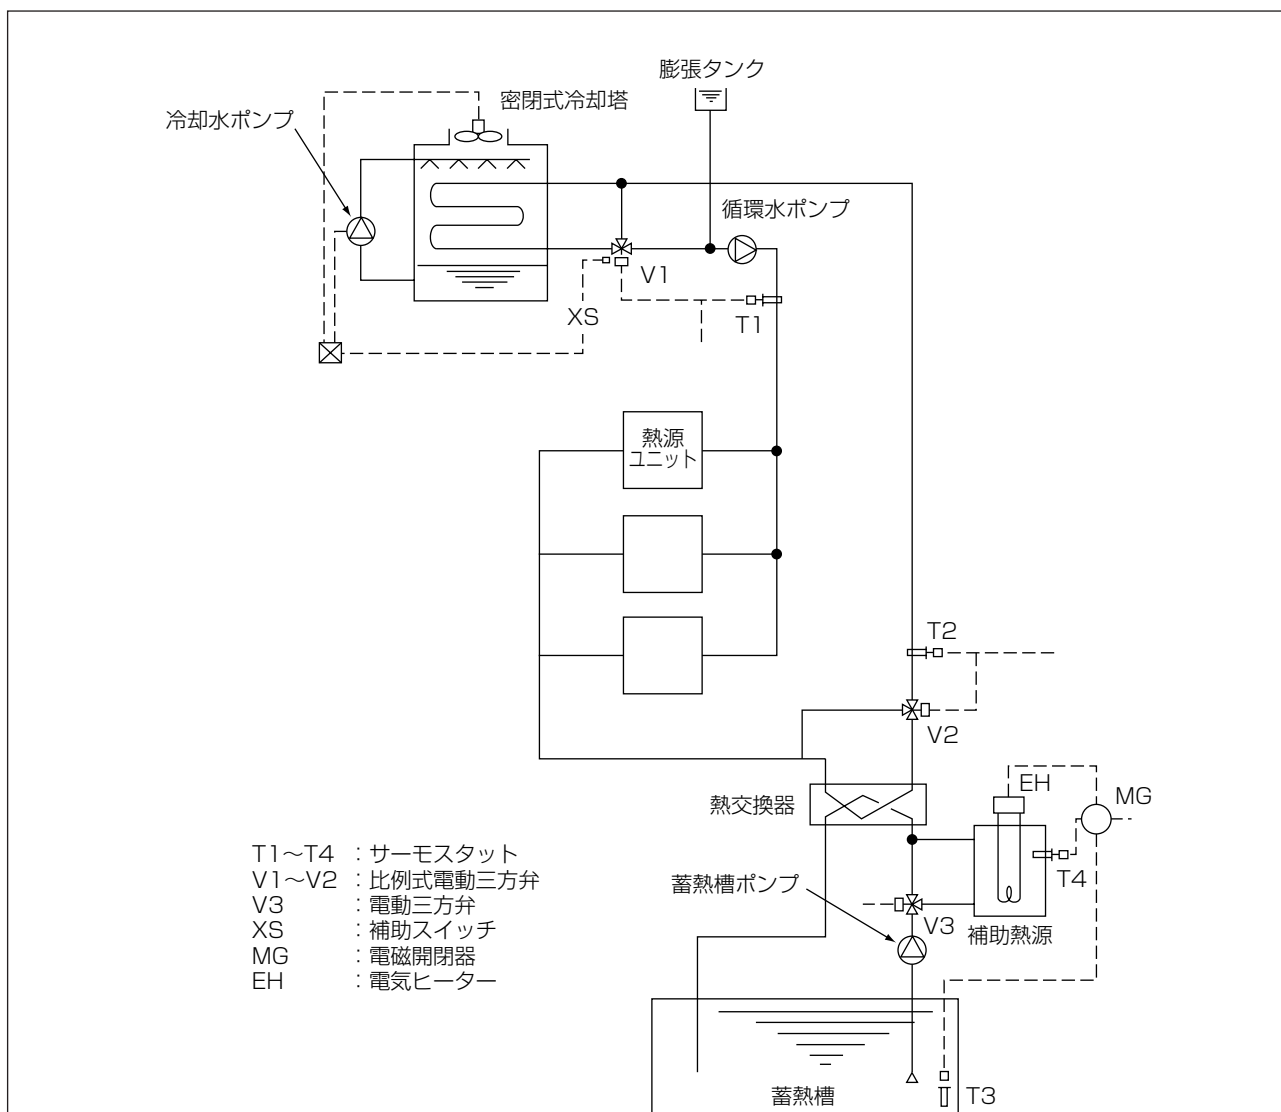 膨張タンク
密閉式冷却塔
冷却水ポンプ
循環水ポンプ
V1
XS
T1
熱源
ユニット
T2
V2
EH
MG
熱交換器
T4
蓄熱槽ポンプ
V3
補助熱源
T1～T4：サーモスタット
V1～V2：比例式電動三方弁
V3：電動三方弁
XS：補助スイッチ
MG：電磁開閉器
EH：電気ヒーター
蓄熱槽
T3